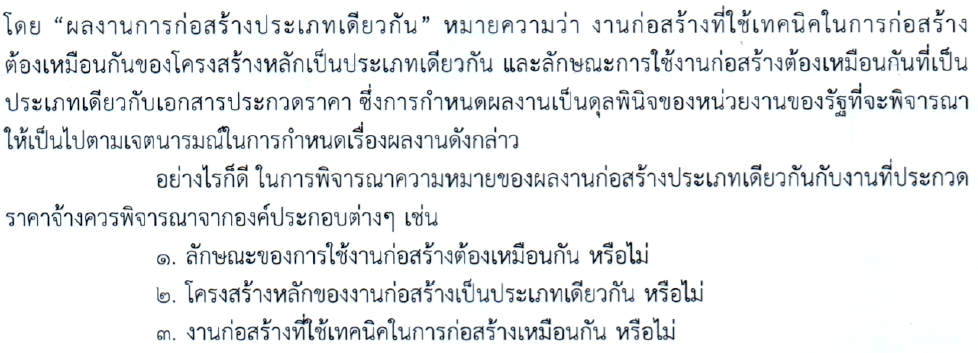 โดย “ผลงานการก่อสร้างประเภทเดียวกัน” หมายความว่า งานก่อสร้างที่ใช้เทคนิคในการก่อสร้าง
ต้องเหมือนกันของโครงสร้างหลักเป็นประเภทเดียวกัน และลักษณะการใช้งานก่อสร้างต้องเหมือนกันที่เป็น
ประเภทเดียวกับเอกสารประกวดราคา ซึ่งการกำหนดผลงานเป็นดุลพินิจของหน่วยงานของรัฐที่จะพิจารณา
ให้เป็นไปตามเจตนารมณ์ในการกำหนดเรื่องผลงานดังกล่าว
อย่างไรก็ดี ในการพิจารณาความหมายของผลงานก่อสร้างประเภทเดียวกันกับงานที่ประกวด
ราคาจ้างควรพิจารณาจากองค์ประกอบต่างๆ เช่น
๑. ลักษณะของการใช้งานก่อสร้างต้องเหมือนกัน หรือไม่
๒. โครงสร้างหลักของงานก่อสร้างเป็นประเภทเดียวกัน หรือไม่
๓. งานก่อสร้างที่ใช้เทคนิคในการก่อสร้างเหมือนกัน หรือไม่